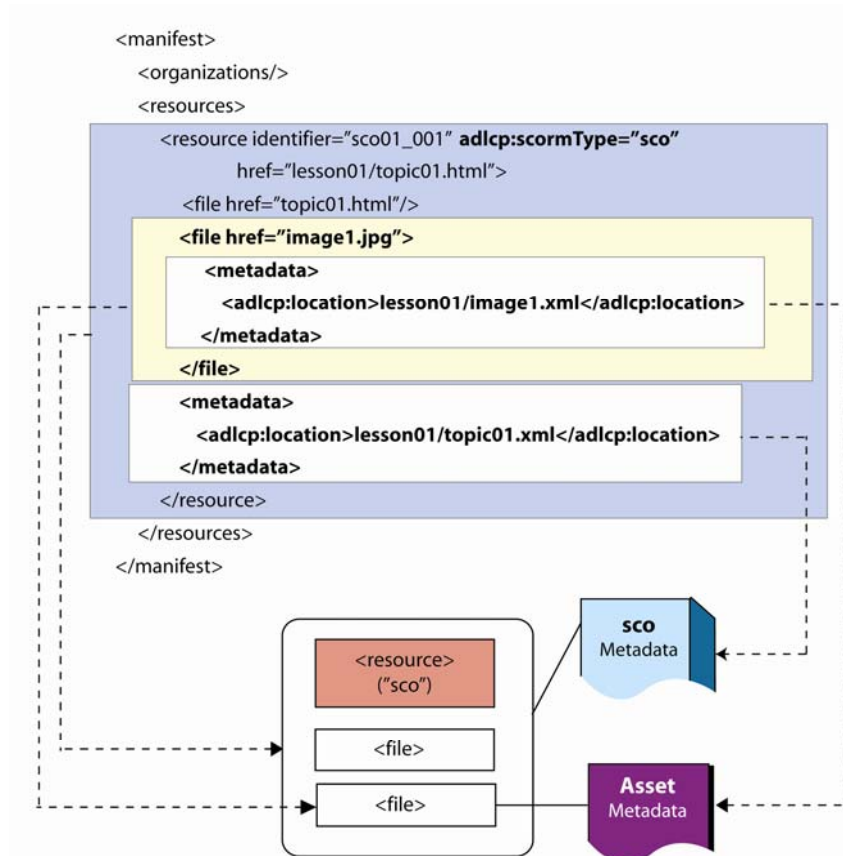 <manifest>
<organizations/>
<resources>
<resource identifier=”sco01_001” adlcp:scormType=”sco”
href=”lesson01/topic01.html”>
<file href=”topic01.html”/>
<file href=”image1.jpg”>
<metadata>
<adlcp:location>lesson01/image1.xml</adlcp:location>
</metadata>
</file>
<metadata>
<adlcp:location>lesson01/topic01.xml</adlcp:location>
</metadata>
</resource>
</resources>
</manifest>
<resource>
(”sco”)
<file>
<file>
sco
Metadata
Asset
Metadata